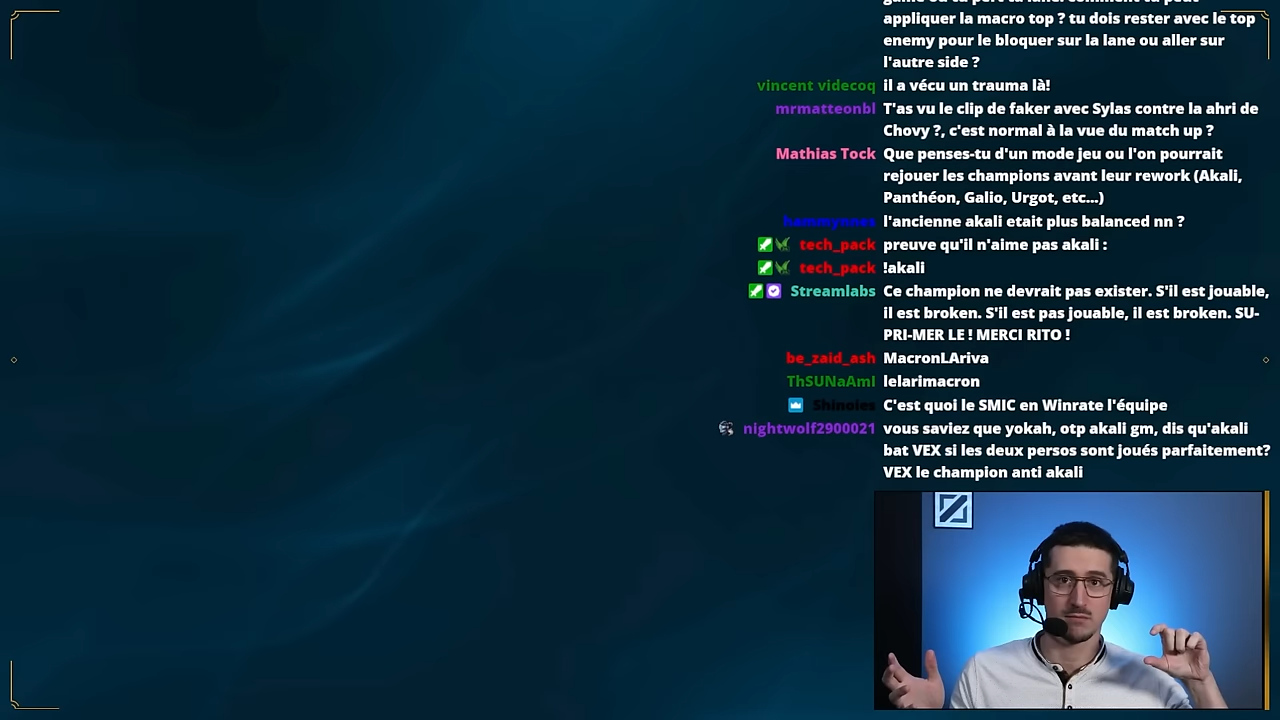 appliquer la macro top ? tu dois rester avec le top
enemy pour le bloquer sur la lane ou aller sur
l'autre side ?
vincent videcoq il a vécu un trauma là!
mrmatteonbl T'as vu le clip de faker avec Sylas contre la ahri de
Chovy ?, c'est normal à la vue du match up ?
Mathias Tock Que penses-tu d'un mode jeu ou l'on pourrait
rejouer les champions avant leur rework (Akali,
Panthéon, Galio, Urgot, etc...)
hammyones l'ancienne akali etait plus balanced nn ?
tech_pack preuve qu'il n'aime pas akali :
tech_pack !akali
Streamlabs Ce champion ne devrait pas exister. S'il est jouable,
il est broken. S'il est pas jouable, il est broken. SU-
PRI-MER LE ! MERCI RITO !
be_zaid_ash MacronLAriva
ThSUNaAmI lelarimacron
Shinoies C'est quoi le SMIC en Winrate l'équipe
nightwolf2900021 vous saviez que yokah, otp akali gm, dis qu'akali
bat VEX si les deux persos sont joués parfaitement?
VEX le champion anti akali